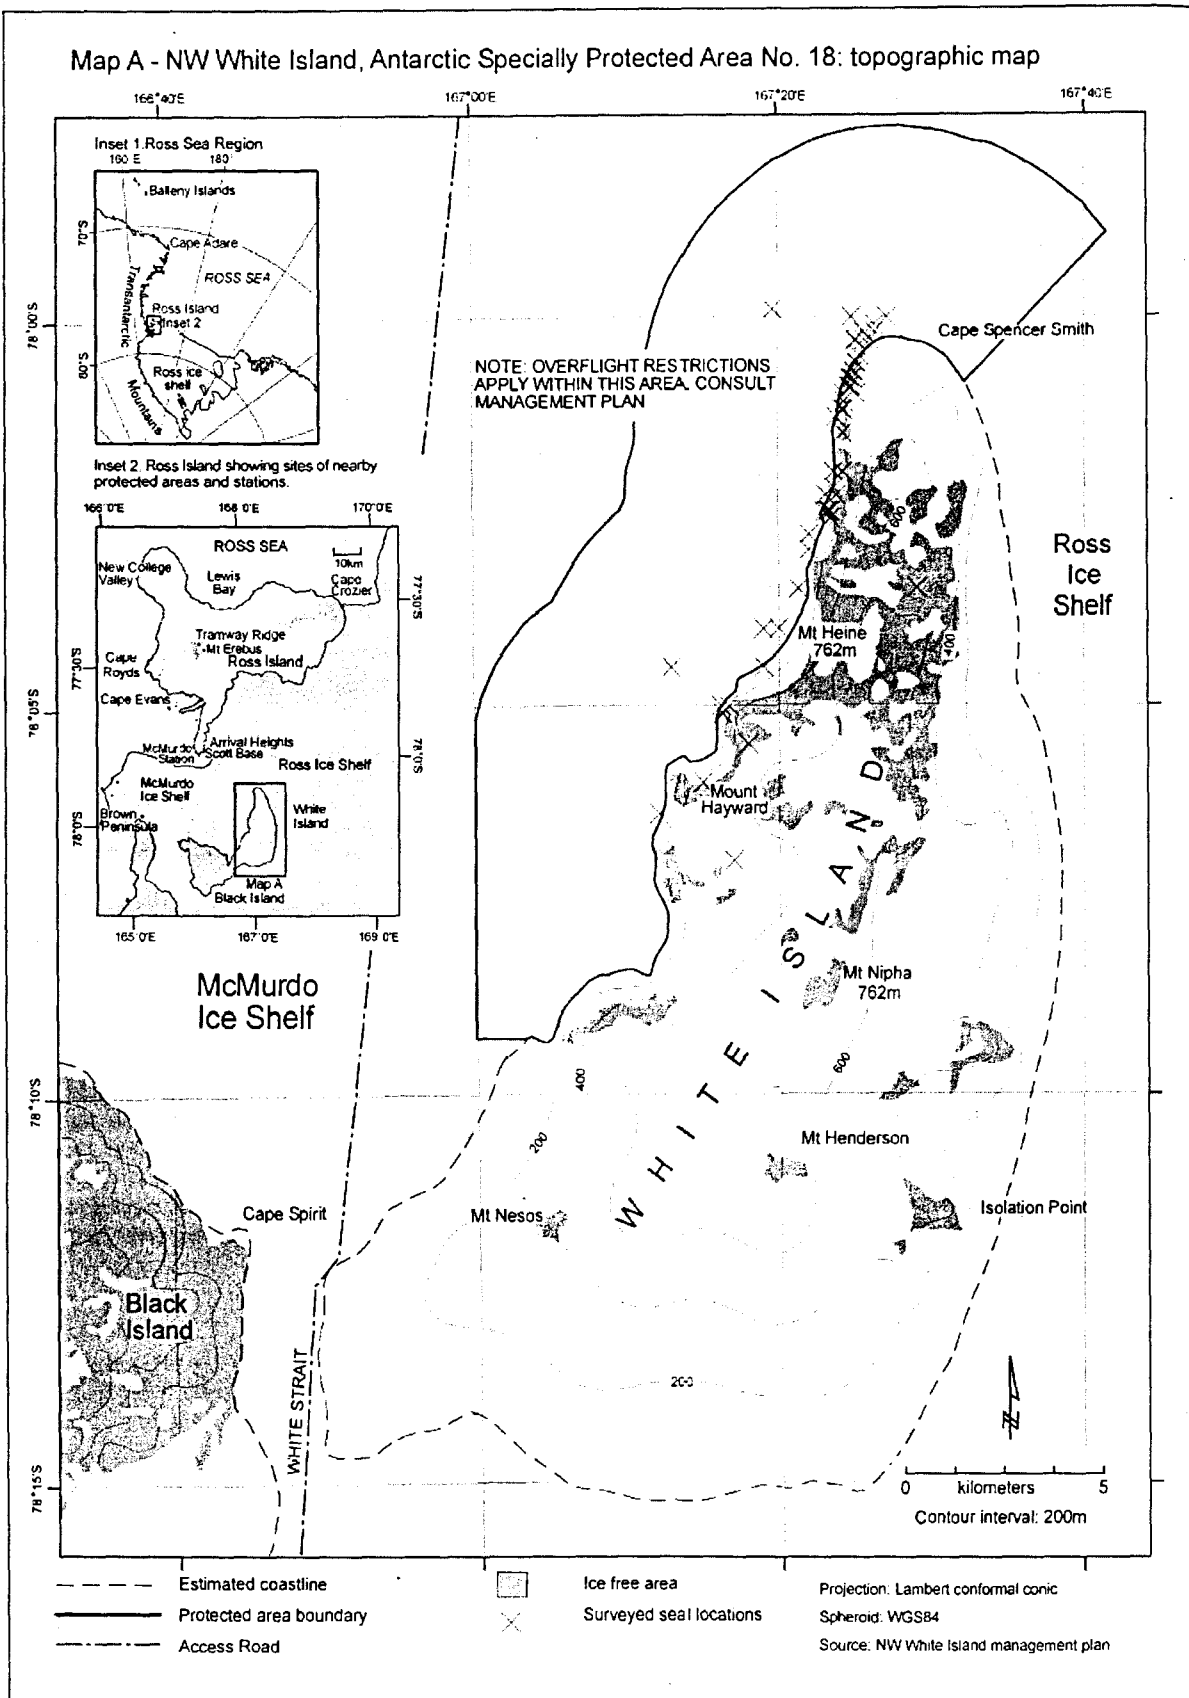 Map A - NW White Island, Antarctic Specially Protected Area No. 18: topographic map
166°40'E
167°00'E
167°20'E
167°40'E
Inset 1.Ross Sea Region
160 E
180
Balleny Islands
70°S
Cape Adare
ROSS SEA
Transantarctic
Mountains
Ross Island
Inset 2
80°S
Ross ice
shelf
78°00'S
Cape Spencer Smith
NOTE: OVERFLIGHT RESTRICTIONS
APPLY WITHIN THIS AREA. CONSULT
MANAGEMENT PLAN
Inset 2. Ross Island showing sites of nearby
protected areas and stations.
166°0'E
168°0'E
170°0'E
ROSS SEA
10km
New College
Valley
Lewis
Bay
Cape
Crozier
77°30'S
Tramway Ridge
Mt Erebus
Ross Island
Cape
Royds
77°30'S
Cape Evans
Arrival Heights
Scott Base
McMurdo
Station
Ross Ice Shelf
78°0'S
McMurdo
Ice Shelf
White
Island
Brown
Peninsula
78°0'S
Map A
Black Island
165°0'E
167°0'E
169°0'E
600
Ross
Ice
Shelf
Mt Heine
762m
400
78°05'S
Mount
Hayward
WHITE ISLAND
Mt Nipha
762m
McMurdo
Ice Shelf
600
400
200
78°10'S
Mt Henderson
Cape Spirit
Mt Nesos
Isolation Point
Black
Island
200
WHITE STRAIT
78°15'S
0 kilometers 5
Contour interval: 200m
Estimated coastline
Protected area boundary
Access Road
Ice free area
Surveyed seal locations
Projection: Lambert conformal conic
Spheroid: WGS84
Source: NW White Island management plan